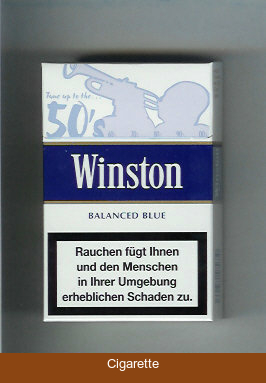 Tune up to the...
50's
Winston
BALANCED BLUE
Rauchen fügt Ihnen
und den Menschen
in Ihrer Umgebung
erheblichen Schaden zu.
Cigarette